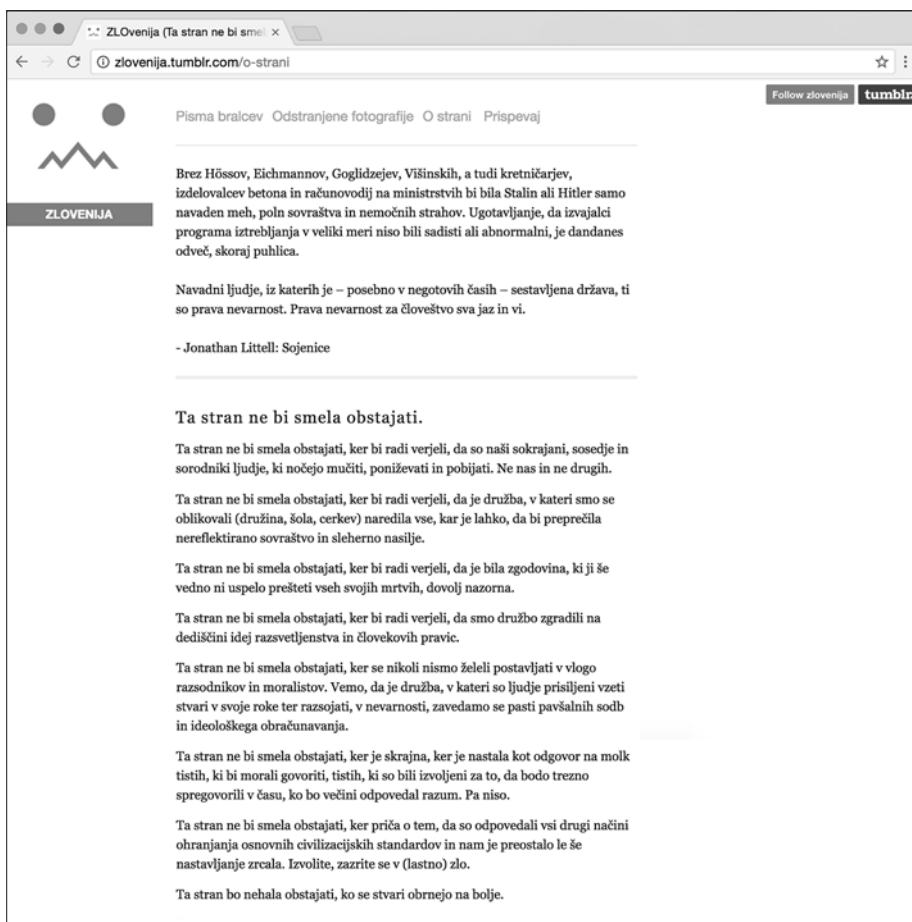 ZLOvenija (Ta stran ne bi smel
zlovenija.tumblr.com/o-strani
Follow zlovenija tumblr.
Pisma bralcev Odstranjene fotografije O strani Prispevaj
ZLOVENIJA
Brez Hössov, Eichmannov, Goglidzejev, Višinskih, a tudi kretničarjev,
izdelovalcev betona in računovodij na ministrstvih bi bila Stalin ali Hitler samo
navaden meh, poln sovraštva in nemočnih strahov. Ugotavljanje, da izvajalci
programa iztrebljanja v veliki meri niso bili sadisti ali abnormalni, je dandanes
odveč, skoraj puhlica.
Navadni ljudje, iz katerih je – posebno v negotovih časih – sestavljena država, ti
so prava nevarnost. Prava nevarnost za človeštvo sva jaz in vi.
- Jonathan Littell: Sojenice
Ta stran ne bi smela obstajati.
Ta stran ne bi smela obstajati, ker bi radi verjeli, da so naši sokrajani, sosedje in
sorodniki ljudje, ki nočejo mučiti, poniževati in pobijati. Ne nas in ne drugih.
Ta stran ne bi smela obstajati, ker bi radi verjeli, da je družba, v kateri smo se
oblikovali (družina, šola, cerkev) naredila vse, kar je lahko, da bi preprečila
nereflektirano sovraštvo in sleherno nasilje.
Ta stran ne bi smela obstajati, ker bi radi verjeli, da je bila zgodovina, ki ji še
vedno ni uspelo prešteti vseh svojih mrtvih, dovolj nazorna.
Ta stran ne bi smela obstajati, ker bi radi verjeli, da smo družbo zgradili na
dediščini idej razsvetljenstva in človekovih pravic.
Ta stran ne bi smela obstajati, ker se nikoli nismo želeli postavljati v vlogo
razsodnikov in moralistov. Vemo, da je družba, v kateri so ljudje prisiljeni vzeti
stvari v svoje roke ter razsojati, v nevarnosti, zavedamo se pasti pavšalnih sodb
in ideološkega obračunavanja.
Ta stran ne bi smela obstajati, ker je skrajna, ker je nastala kot odgovor na molk
tistih, ki bi morali govoriti, tistih, ki so bili izvoljeni za to, da bodo trezno
spregovorili v času, ko bo večini odpovedal razum. Pa niso.
Ta stran ne bi smela obstajati, ker priča o tem, da so odpovedali vsi drugi načini
ohranjanja osnovnih civilizacijskih standardov in nam je preostalo le še
nastavljanje zrcala. Izvolite, zazrite se v (lastno) zlo.
Ta stran bo nehala obstajati, ko se stvari obrnejo na bolje.